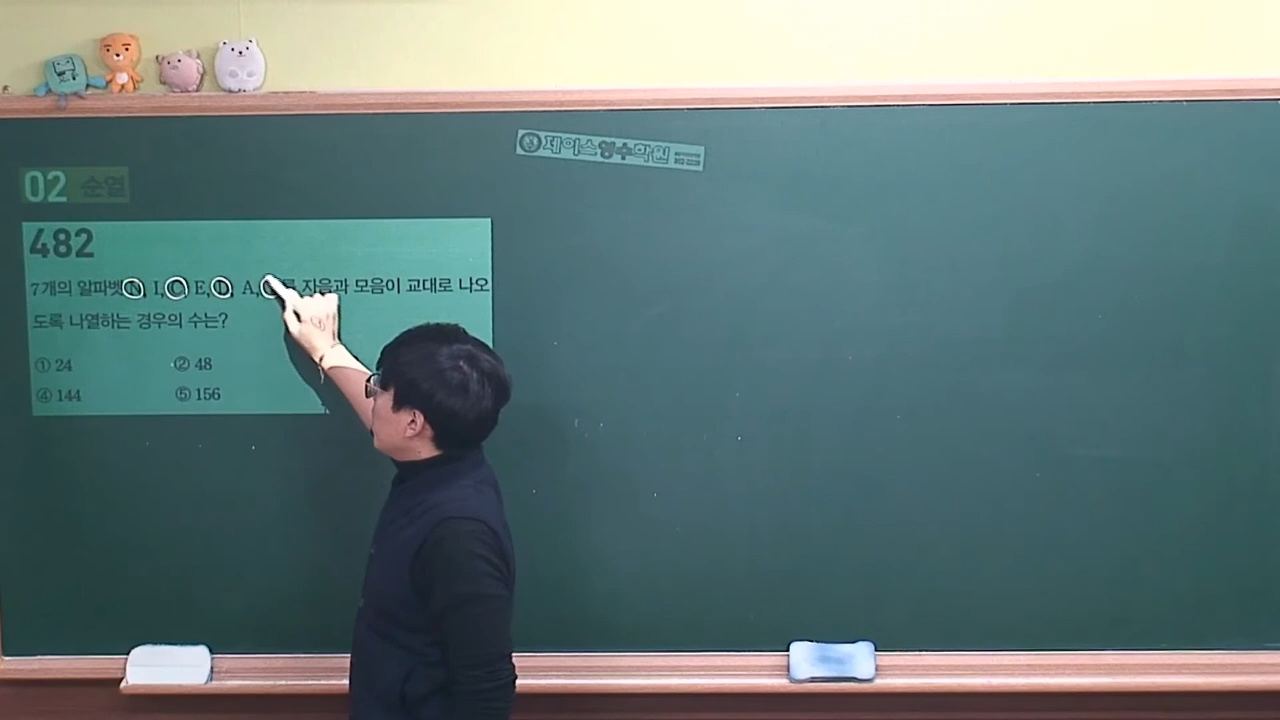 제이스영수학원
02 순열
482
7개의 알파벳 N, I, C, E, D, A, 를 자음과 모음이 교대로 나오
도록 나열하는 경우의 수는?
① 24 ② 48
④ 144 ⑤ 156